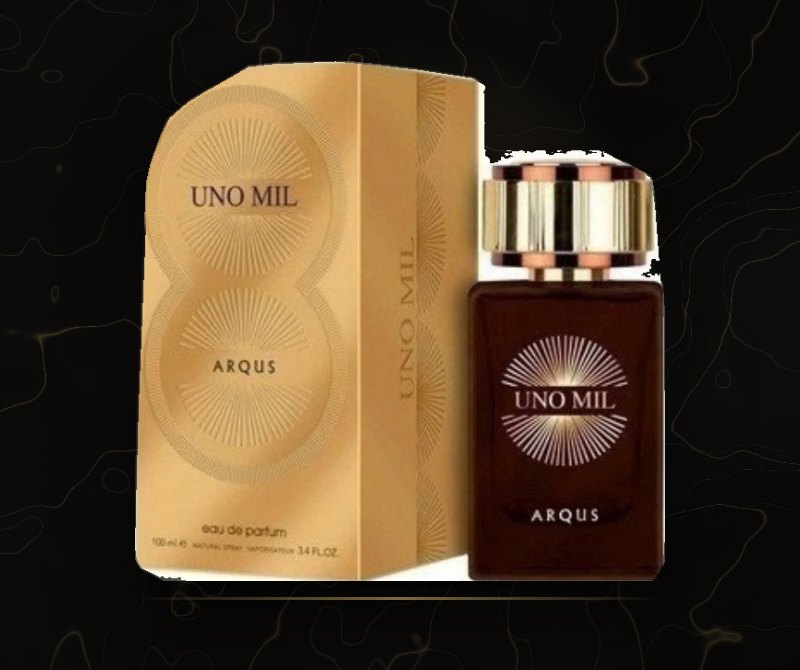 UNO MIL
ARQUS
eau de parfum
100 ml. e NATURAL SPRAY VAPORISATEUR 3.4 FL.OZ.
UNO MIL
UNO MIL
ARQUS